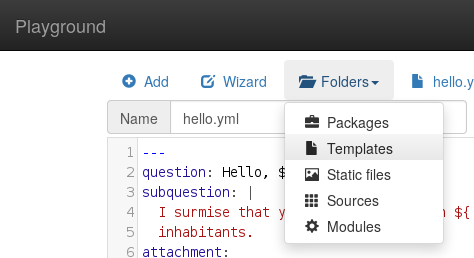 Playground
Add Wizard Folders hello.y
Name hello.yml
Packages
Templates
Static files
Sources
Modules
1 ---
2 question: Hello, $
3 subquestion: |
4 I surmise that y n ${
5 inhabitants.
6 attachment: